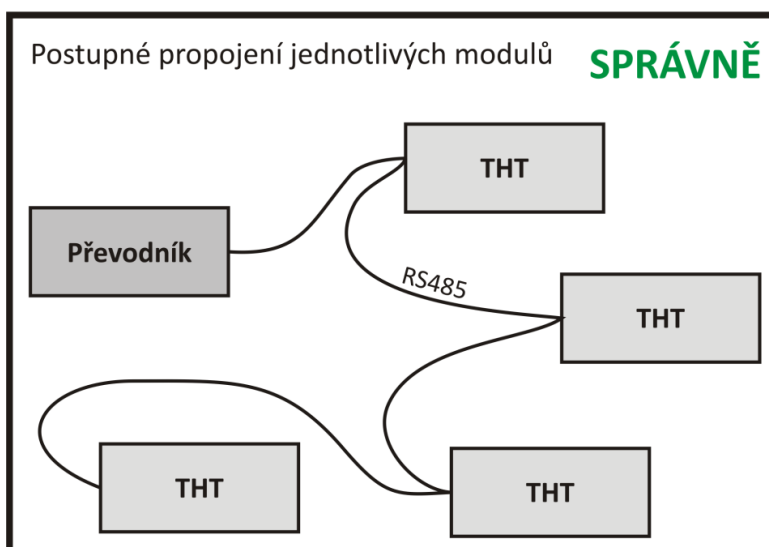 Postupné propojení jednotlivých modulů
SPRÁVNĚ
THT
Převodník
RS485
THT
THT
THT